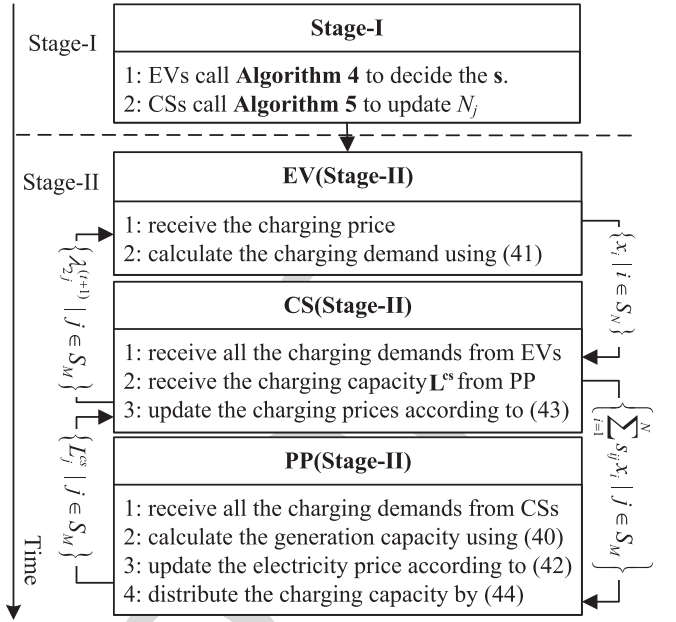 Stage-I
Stage-I
1: EVs call Algorithm 4 to decide the s.
2: CSs call Algorithm 5 to update N_j
Stage-II
EV(Stage-II)
1: receive the charging price
2: calculate the charging demand using (41)
{λ_{2j}^{(t+1)} | j ∈ S_M}
{x_i | i ∈ S_N}
CS(Stage-II)
1: receive all the charging demands from EVs
2: receive the charging capacity L^{cs} from PP
3: update the charging prices according to (43)
{L_j^{cs} | j ∈ S_M}
{∑_{i=1}^{N} s_{ij} x_i | j ∈ S_M}
PP(Stage-II)
1: receive all the charging demands from CSs
2: calculate the generation capacity using (40)
3: update the electricity price according to (42)
4: distribute the charging capacity by (44)
Time